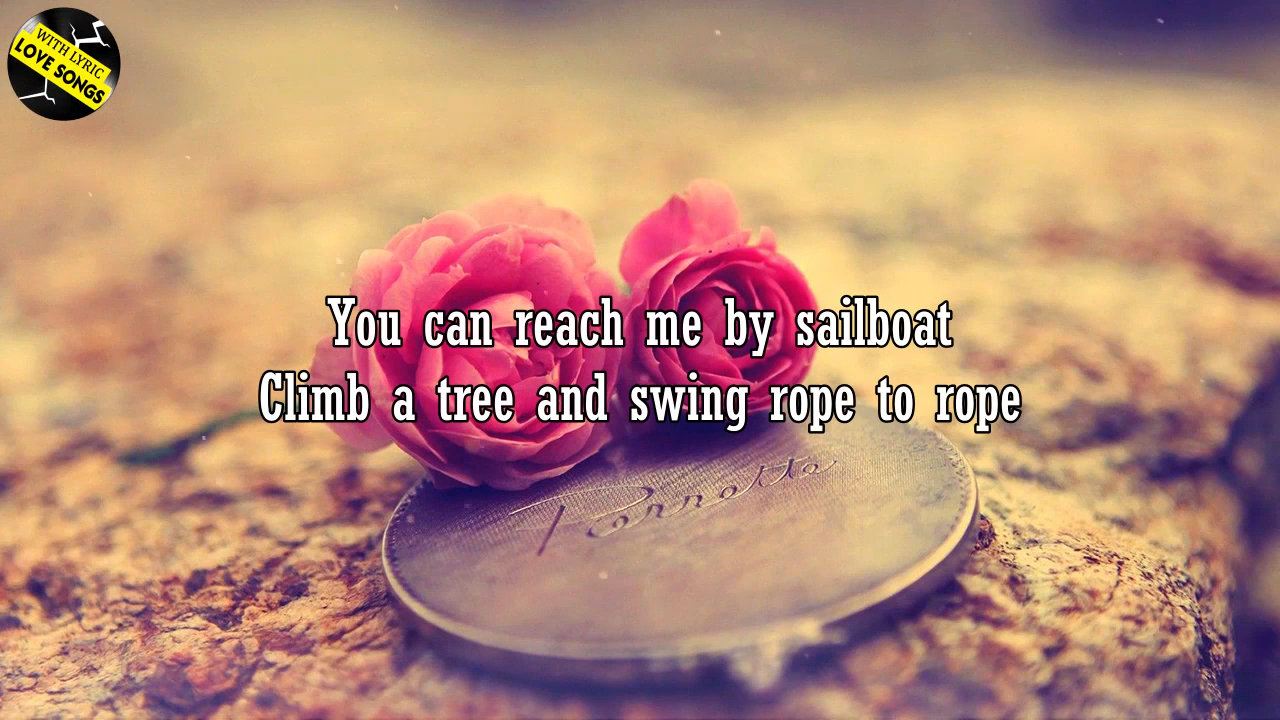 WITH LYRIC
LOVE SONGS
You can reach me by sailboat
Climb a tree and swing rope to rope